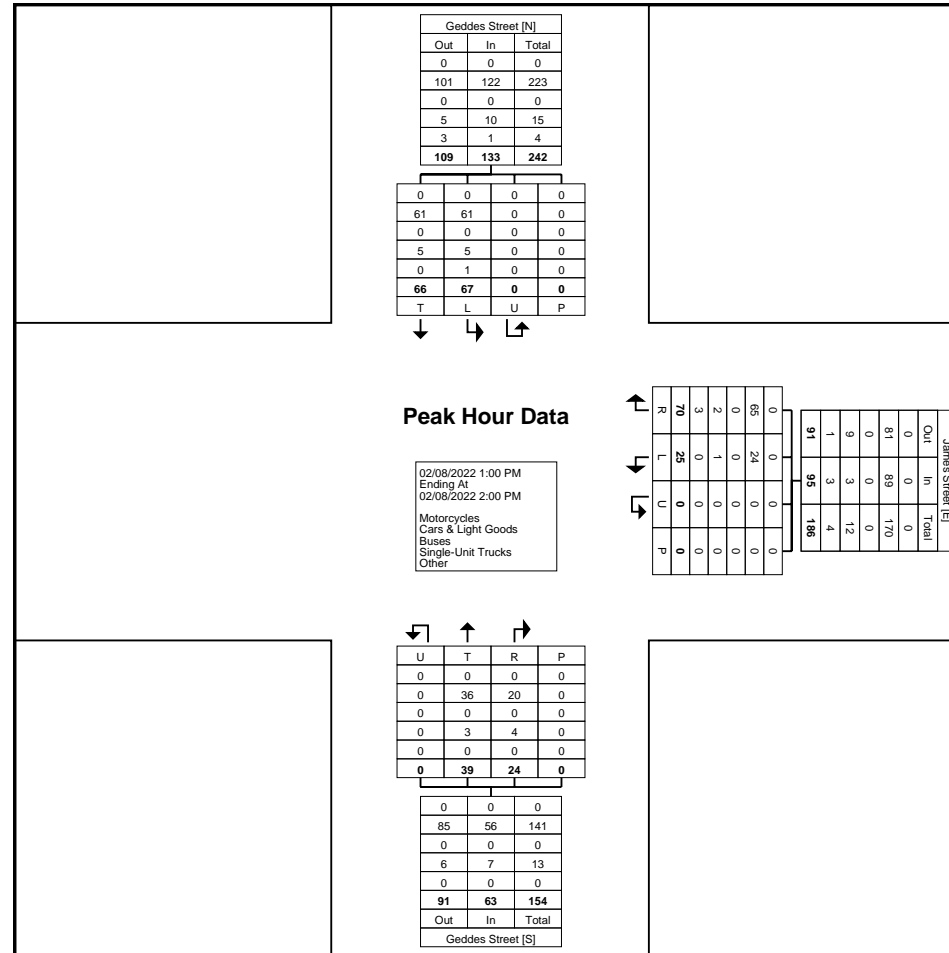 Geddes Street [N]
Out In Total
0 0 0
101 122 223
0 0 0
5 10 15
3 1 4
109 133 242
0 0 0 0
61 61 0 0
0 0 0 0
5 5 0 0
0 1 0 0
66 67 0 0
T L U P
Peak Hour Data
02/08/2022 1:00 PM
Ending At
02/08/2022 2:00 PM
Motorcycles
Cars & Light Goods
Buses
Single-Unit Trucks
Other
James Street [E]
Out In Total
0 0 0
81 89 170
0 0 0
9 3 12
1 3 4
91 95 186
0 0 0 0
65 24 0 0
0 0 0 0
2 1 0 0
3 0 0 0
70 25 0 0
R L U P
U T R P
0 0 0 0
0 36 20 0
0 0 0 0
0 3 4 0
0 0 0 0
0 39 24 0
0 0 0
85 56 141
0 0 0
6 7 13
0 0 0
91 63 154
Out In Total
Geddes Street [S]